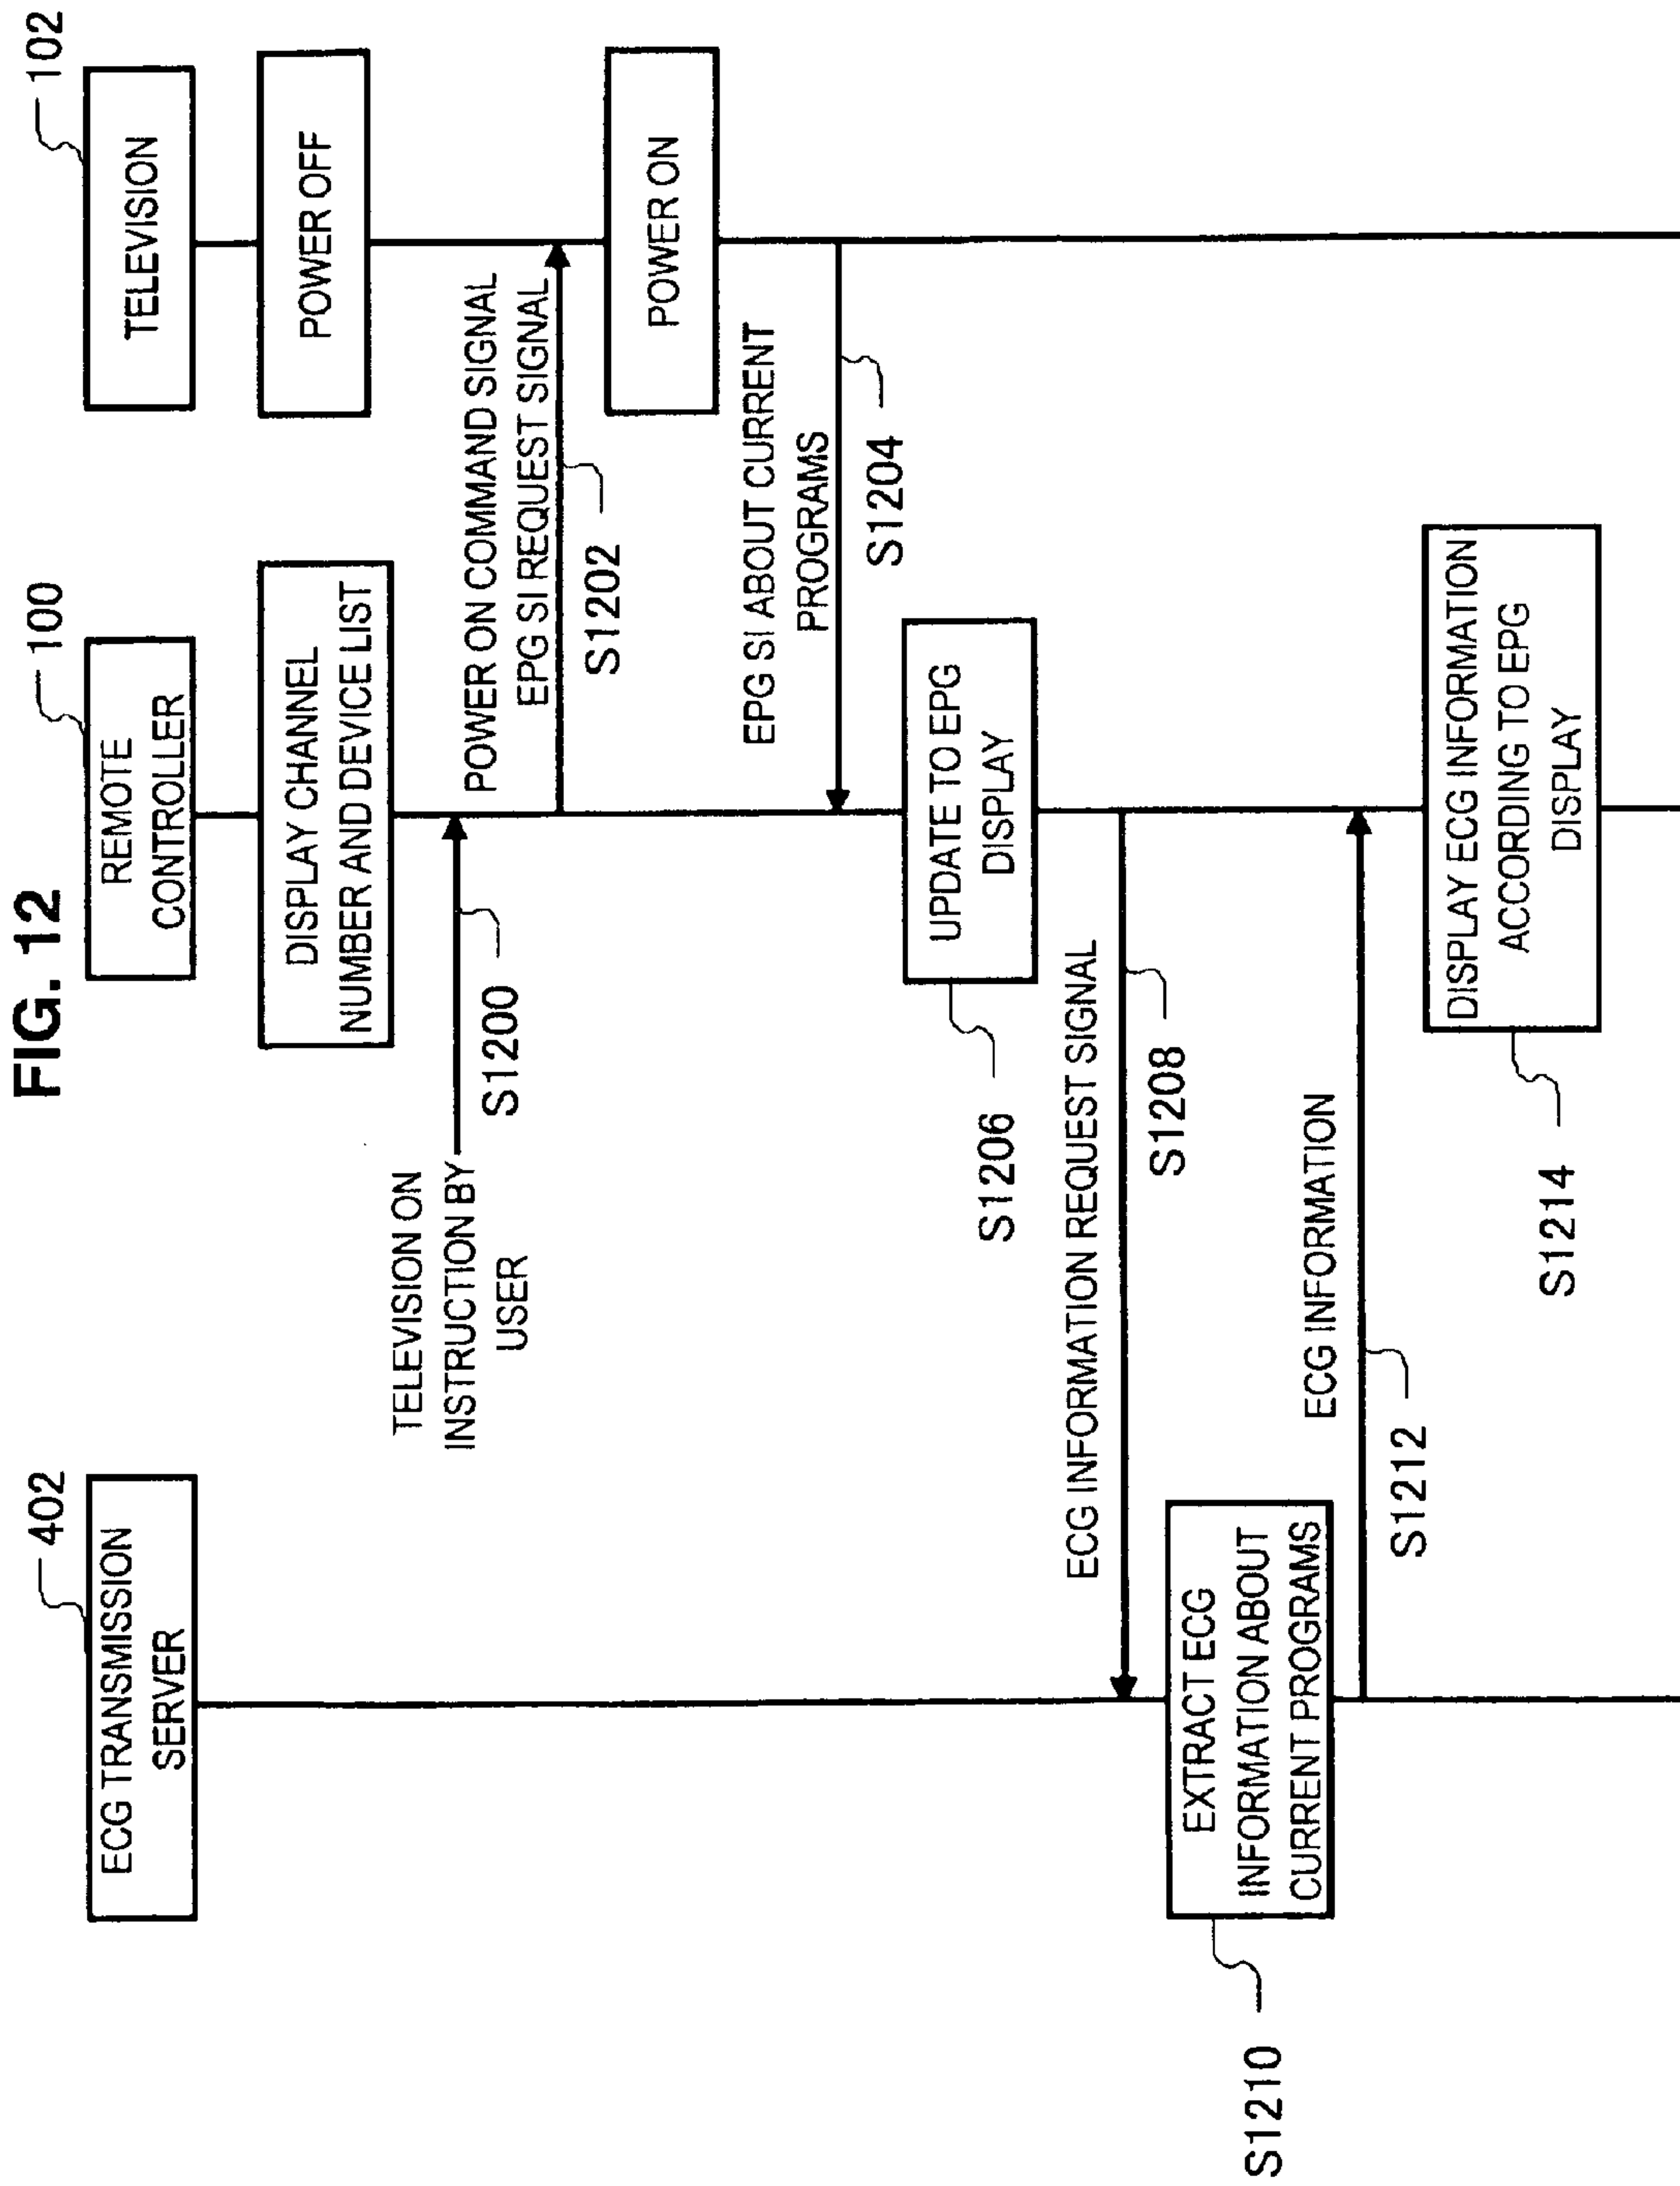 FIG. 12
402
ECG TRANSMISSION
SERVER
100
REMOTE
CONTROLLER
102
TELEVISION
DISPLAY CHANNEL
NUMBER AND DEVICE LIST
POWER OFF
TELEVISION ON
INSTRUCTION BY
USER
S1200
POWER ON COMMAND SIGNAL
EPG SI REQUEST SIGNAL
S1202
POWER ON
EPG SI ABOUT CURRENT
PROGRAMS
S1204
UPDATE TO EPG
DISPLAY
S1206
ECG INFORMATION REQUEST SIGNAL
S1208
EXTRACT ECG
INFORMATION ABOUT
CURRENT PROGRAMS
S1210
ECG INFORMATION
S1212
DISPLAY ECG INFORMATION
ACCORDING TO EPG
DISPLAY
S1214